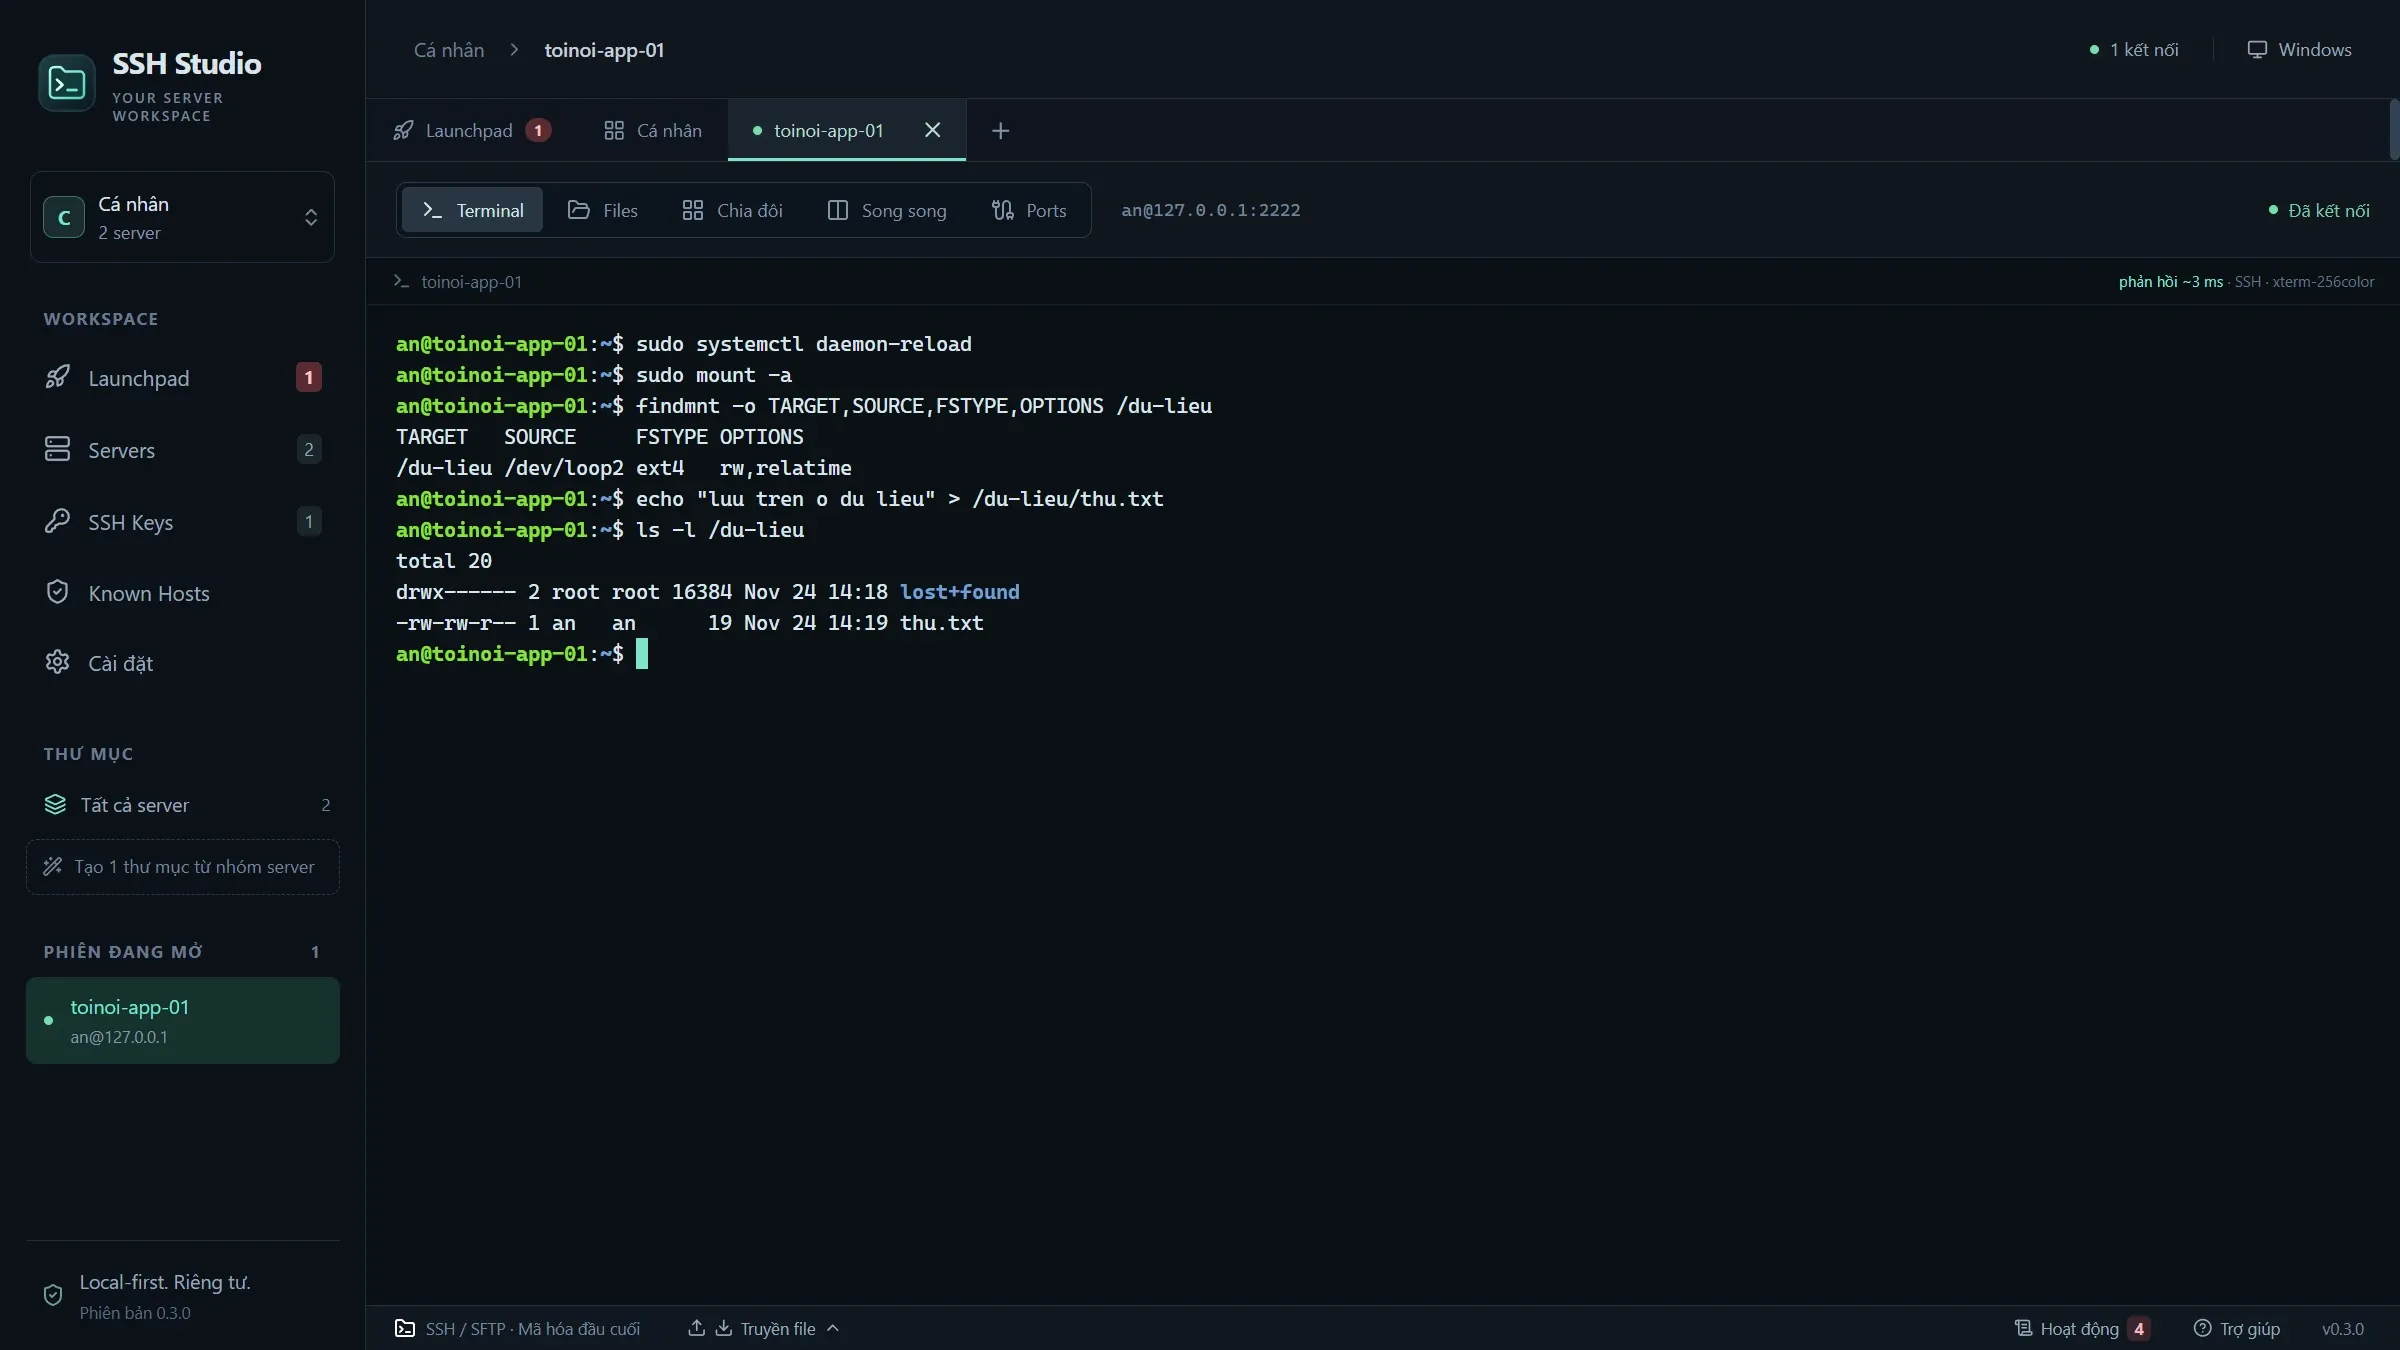 SSH Studio
YOUR SERVER
WORKSPACE
C
Cá nhân
2 server
WORKSPACE
Launchpad 1
Servers 2
SSH Keys 1
Known Hosts
Cài đặt
THƯ MỤC
Tất cả server 2
Tạo 1 thư mục từ nhóm server
PHIÊN ĐANG MỞ 1
toinoi-app-01
an@127.0.0.1
Local-first. Riêng tư.
Phiên bản 0.3.0
Cá nhân > toinoi-app-01
1 kết nối
Windows
Launchpad 1
Cá nhân
toinoi-app-01
Terminal
Files
Chia đôi
Song song
Ports
an@127.0.0.1:2222
Đã kết nối
toinoi-app-01
phản hồi ~3 ms · SSH · xterm-256color
an@toinoi-app-01:~$ sudo systemctl daemon-reload
an@toinoi-app-01:~$ sudo mount -a
an@toinoi-app-01:~$ findmnt -o TARGET,SOURCE,FSTYPE,OPTIONS /du-lieu
TARGET   SOURCE     FSTYPE OPTIONS
/du-lieu /dev/loop2 ext4   rw,relatime
an@toinoi-app-01:~$ echo "luu tren o du lieu" > /du-lieu/thu.txt
an@toinoi-app-01:~$ ls -l /du-lieu
total 20
drwx------ 2 root root 16384 Nov 24 14:18 lost+found
-rw-rw-r-- 1 an   an      19 Nov 24 14:19 thu.txt
an@toinoi-app-01:~$
SSH / SFTP · Mã hóa đầu cuối
Truyền file
Hoạt động 4
Trợ giúp
v0.3.0